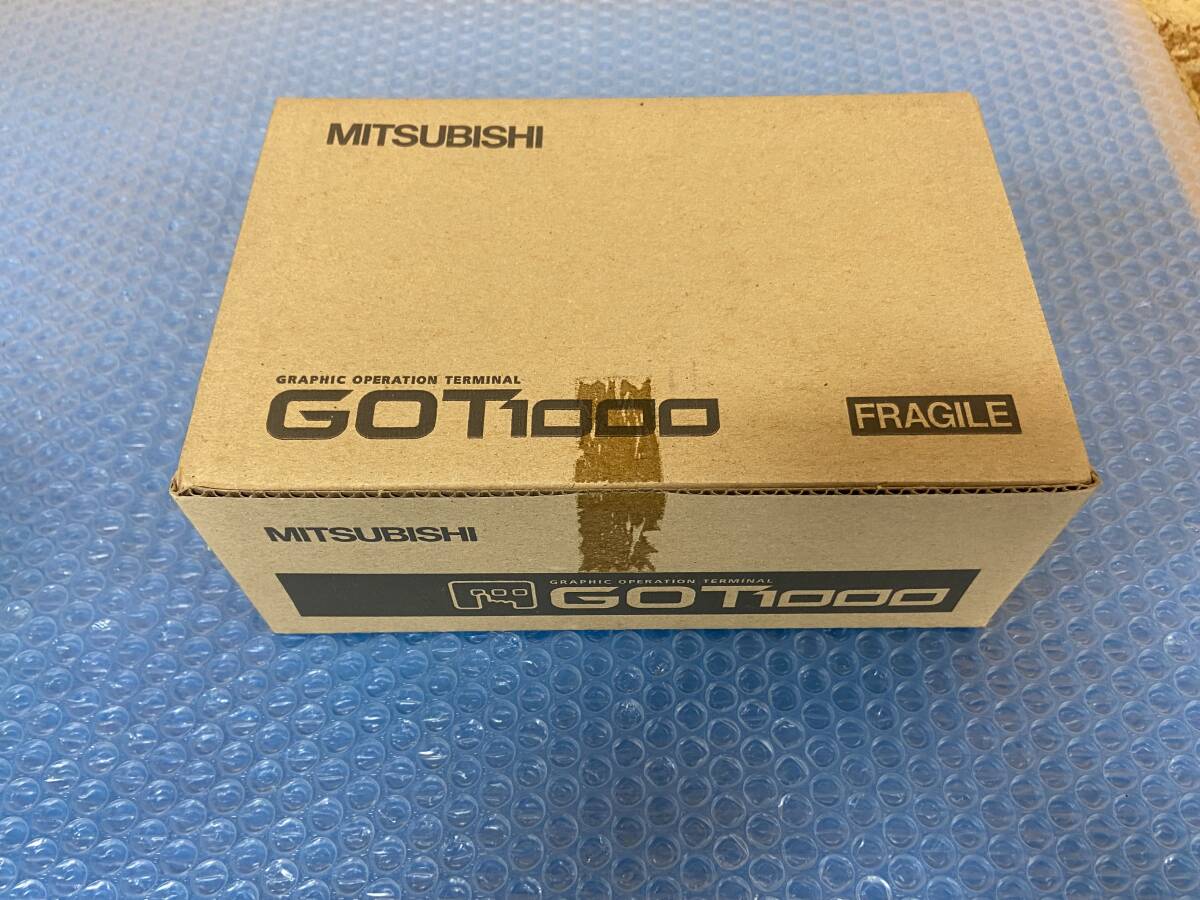 MITSUBISHI
GRAPHIC OPERATION TERMINAL
GOT1000
FRAGILE
MITSUBISHI
GRAPHIC OPERATION TERMINAL
GOT1000